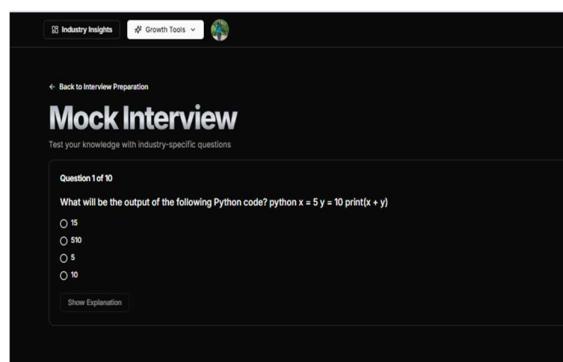 Industry Insights
Growth Tools
← Back to Interview Preparation
Mock Interview
Test your knowledge with industry-specific questions
Question 1 of 10
What will be the output of the following Python code? python x = 5 y = 10 print(x + y)
15
510
5
10
Show Explanation